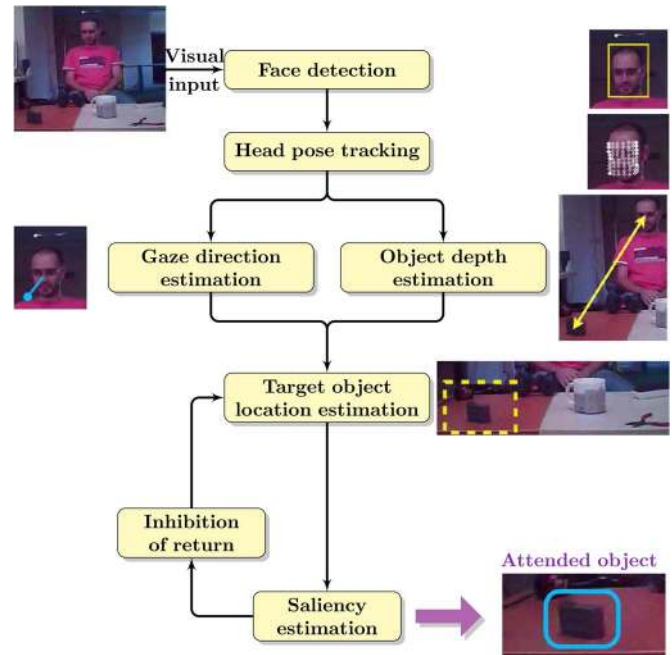 Visual
input
Face detection
Head pose tracking
Gaze direction
estimation
Object depth
estimation
Target object
location estimation
Inhibition
of return
Attended object
Saliency
estimation